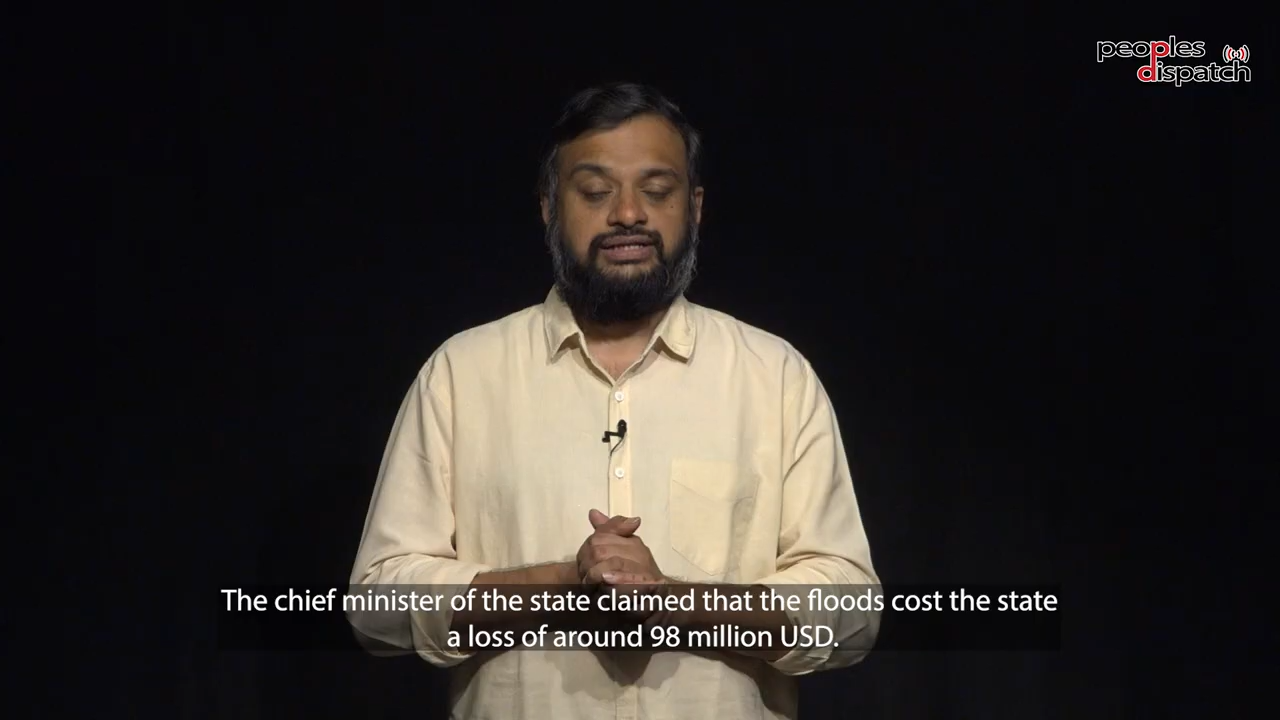 peoples
dispatch
The chief minister of the state claimed that the floods cost the state
a loss of around 98 million USD.